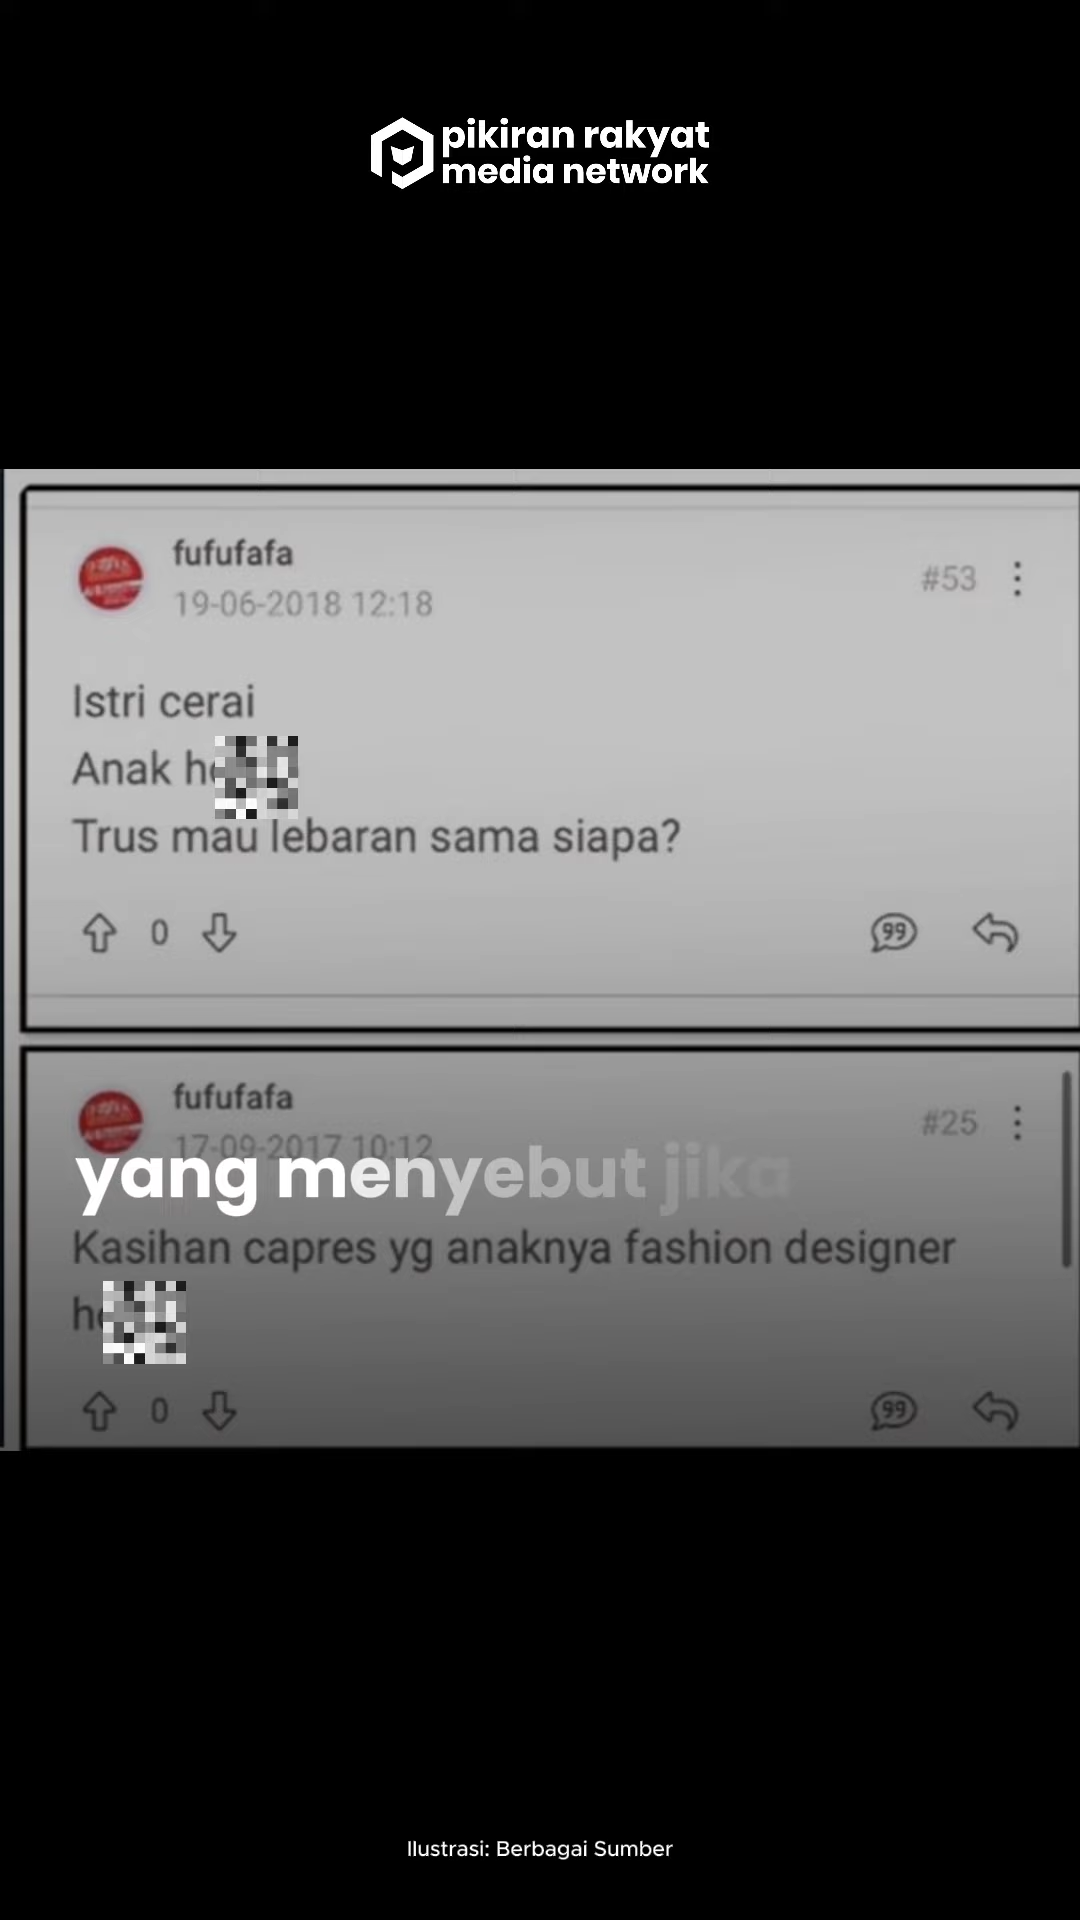 pikiran rakyat
media network
fufufafa
19-06-2018 12:18
#53
Istri cerai
Anak
Trus mau lebaran sama siapa?
0
99
fufufafa
17-09-2017 10:12
#25
yang menyebut jika
Kasihan capres yg anaknya fashion designer
0
99
Ilustrasi: Berbagai Sumber